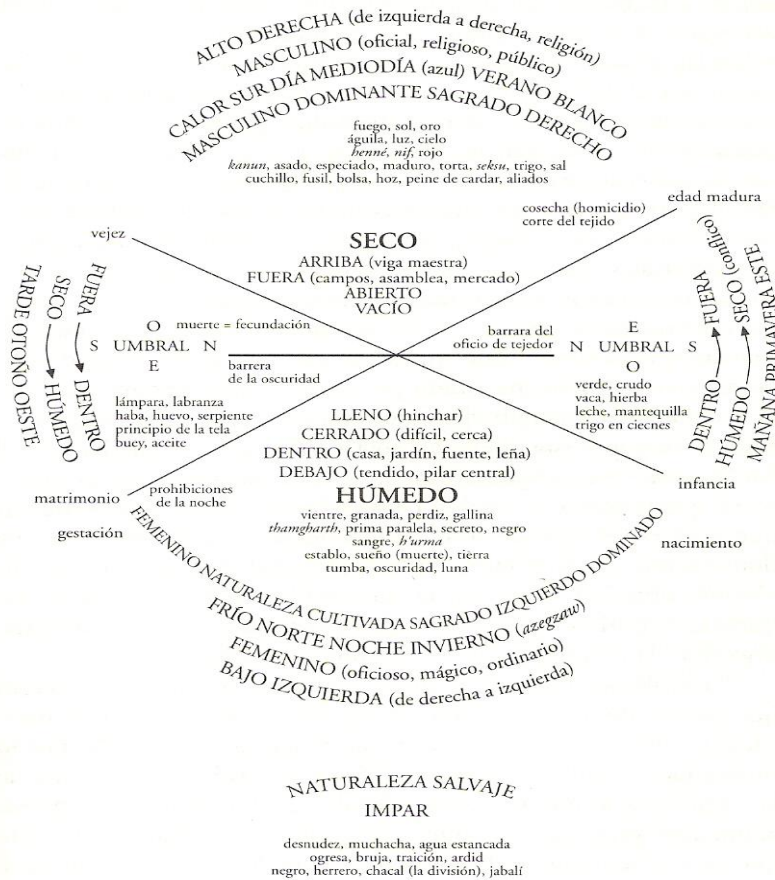 ALTO DERECHA (de izquierda a derecha, religión)
MASCULINO (oficial, religioso, público)
CALOR SUR DÍA MEDIODÍA (azul) VERANO BLANCO
MASCULINO DOMINANTE SAGRADO DERECHO
fuego, sol, oro
águila, luz, cielo
henné, nif, rojo
kanun, asado, especiado, maduro, torta, seksu, trigo, sal
cuchillo, fusil, bolsa, hoz, peine de cardar, aliados
vejez
cosecha (homicidio)
corte del tejido
edad madura
SECO
ARRIBA (viga maestra)
FUERA (campos, asamblea, mercado)
ABIERTO
VACÍO
TARDE OTOÑO OESTE
SECO HÚMEDO
FUERA DENTRO
O
S UMBRAL N
E
muerte = fecundación
barrera
de la oscuridad
lámpara, labranza
haba, huevo, serpiente
principio de la tela
buey, aceite
barrara del
oficio de tejedor
E
N UMBRAL S
O
verde, crudo
vaca, hierba
leche, mantequilla
trigo en ciecnes
DENTRO FUERA
HÚMEDO SECO (conflico)
MAÑANA PRIMAVERA ESTE
LLENO (hinchar)
CERRADO (difícil, cerca)
DENTRO (casa, jardín, fuente, leña)
DEBAJO (tendido, pilar central)
HÚMEDO
matrimonio
prohibiciones
de la noche
gestación
infancia
nacimiento
vientre, granada, perdiz, gallina
thamgharth, prima paralela, secreto, negro
sangre, h'urma
establo, sueño (muerte), tierra
tumba, oscuridad, luna
FEMENINO NATURALEZA CULTIVADA SAGRADO IZQUIERDO DOMINADO
FRÍO NORTE NOCHE INVIERNO (azegzaw)
FEMENINO (oficioso, mágico, ordinario)
BAJO IZQUIERDA (de derecha a izquierda)
NATURALEZA SALVAJE
IMPAR
desnudez, muchacha, agua estancada
ogresa, bruja, traición, ardid
negro, herrero, chacal (la división), jabalí